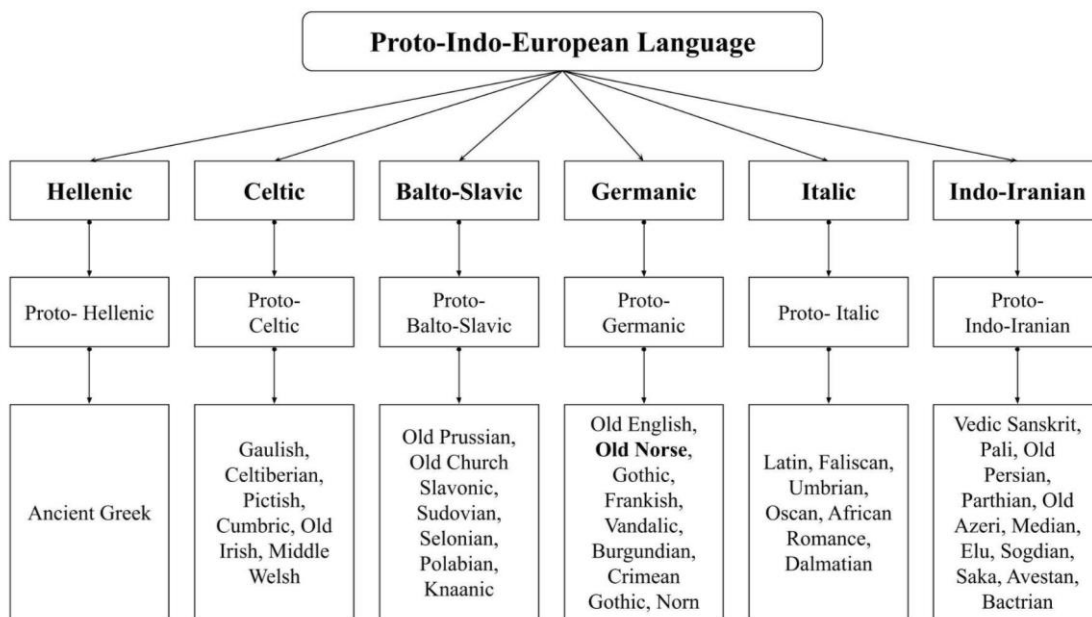 Proto-Indo-European Language
Hellenic
Celtic
Balto-Slavic
Germanic
Italic
Indo-Iranian
Proto- Hellenic
Proto-
Celtic
Proto-
Balto-Slavic
Proto-
Germanic
Proto- Italic
Proto-
Indo-Iranian
Ancient Greek
Gaulish,
Celtiberian,
Pictish,
Cumbric, Old
Irish, Middle
Welsh
Old Prussian,
Old Church
Slavonic,
Sudovian,
Selonian,
Polabian,
Knaanic
Old English,
Old Norse,
Gothic,
Frankish,
Vandalic,
Burgundian,
Crimean
Gothic, Norn
Latin, Faliscan,
Umbrian,
Oscan, African
Romance,
Dalmatian
Vedic Sanskrit,
Pali, Old
Persian,
Parthian, Old
Azeri, Median,
Elu, Sogdian,
Saka, Avestan,
Bactrian